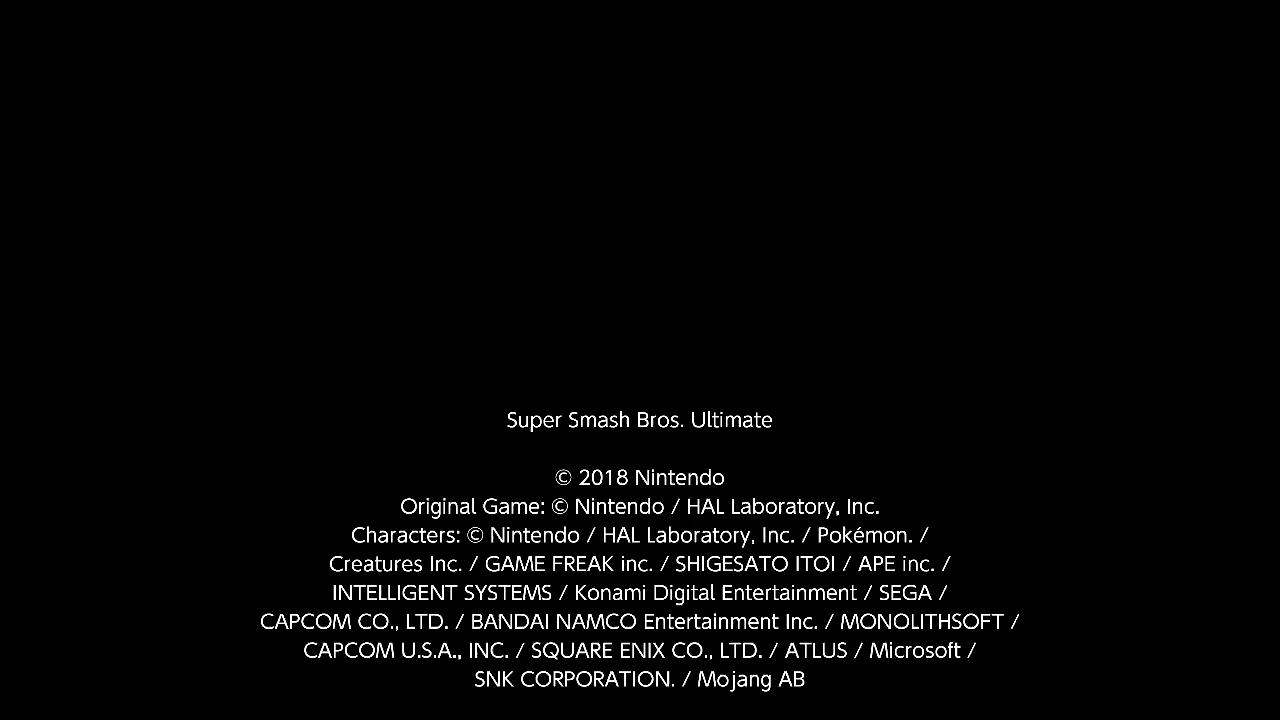 Super Smash Bros. Ultimate
© 2018 Nintendo
Original Game: © Nintendo / HAL Laboratory, Inc.
Characters: © Nintendo / HAL Laboratory, Inc. / Pokémon. /
Creatures Inc. / GAME FREAK inc. / SHIGESATO ITOI / APE inc. /
INTELLIGENT SYSTEMS / Konami Digital Entertainment / SEGA /
CAPCOM CO., LTD. / BANDAI NAMCO Entertainment Inc. / MONOLITHSOFT /
CAPCOM U.S.A., INC. / SQUARE ENIX CO., LTD. / ATLUS / Microsoft /
SNK CORPORATION. / Mojang AB